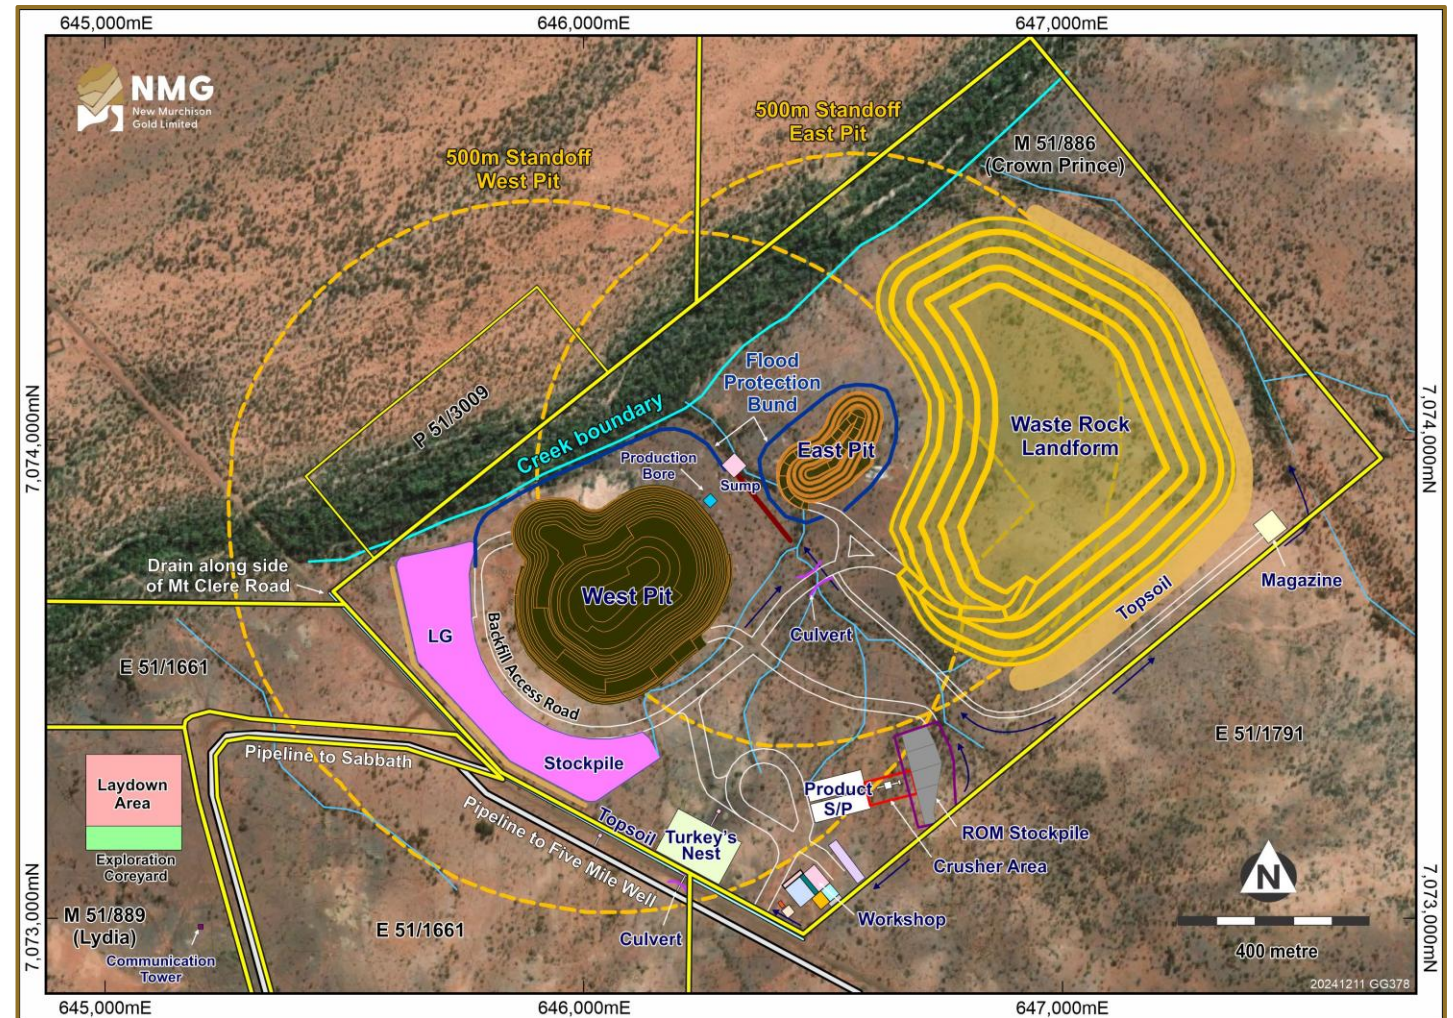 645,000mE
646,000mE
647,000mE
NMG
New Murchison
Gold Limited
500m Standoff
East Pit
500m Standoff
West Pit
M 51/886
(Crown Prince)
Flood
Protection
Bund
P 51/3009
Creek boundary
7,074,000mN
7,074,000mN
Waste Rock
Landform
East Pit
Production
Bore
Sump
Drain along side
of Mt Clere Road
West Pit
Magazine
Topsoil
LG
Culvert
Backfill Access Road
E 51/1661
E 51/1791
Pipeline to Sabbath
Stockpile
Laydown
Area
Product
S/P
Pipeline to Five Mile Well
Topsoil
Turkey's
Nest
ROM Stockpile
Crusher Area
Exploration
Coreyard
N
7,073,000mN
7,073,000mN
M 51/889
(Lydia)
E 51/1661
Workshop
Culvert
Communication
Tower
400 metre
20241211 GG378
645,000mE
646,000mE
647,000mE